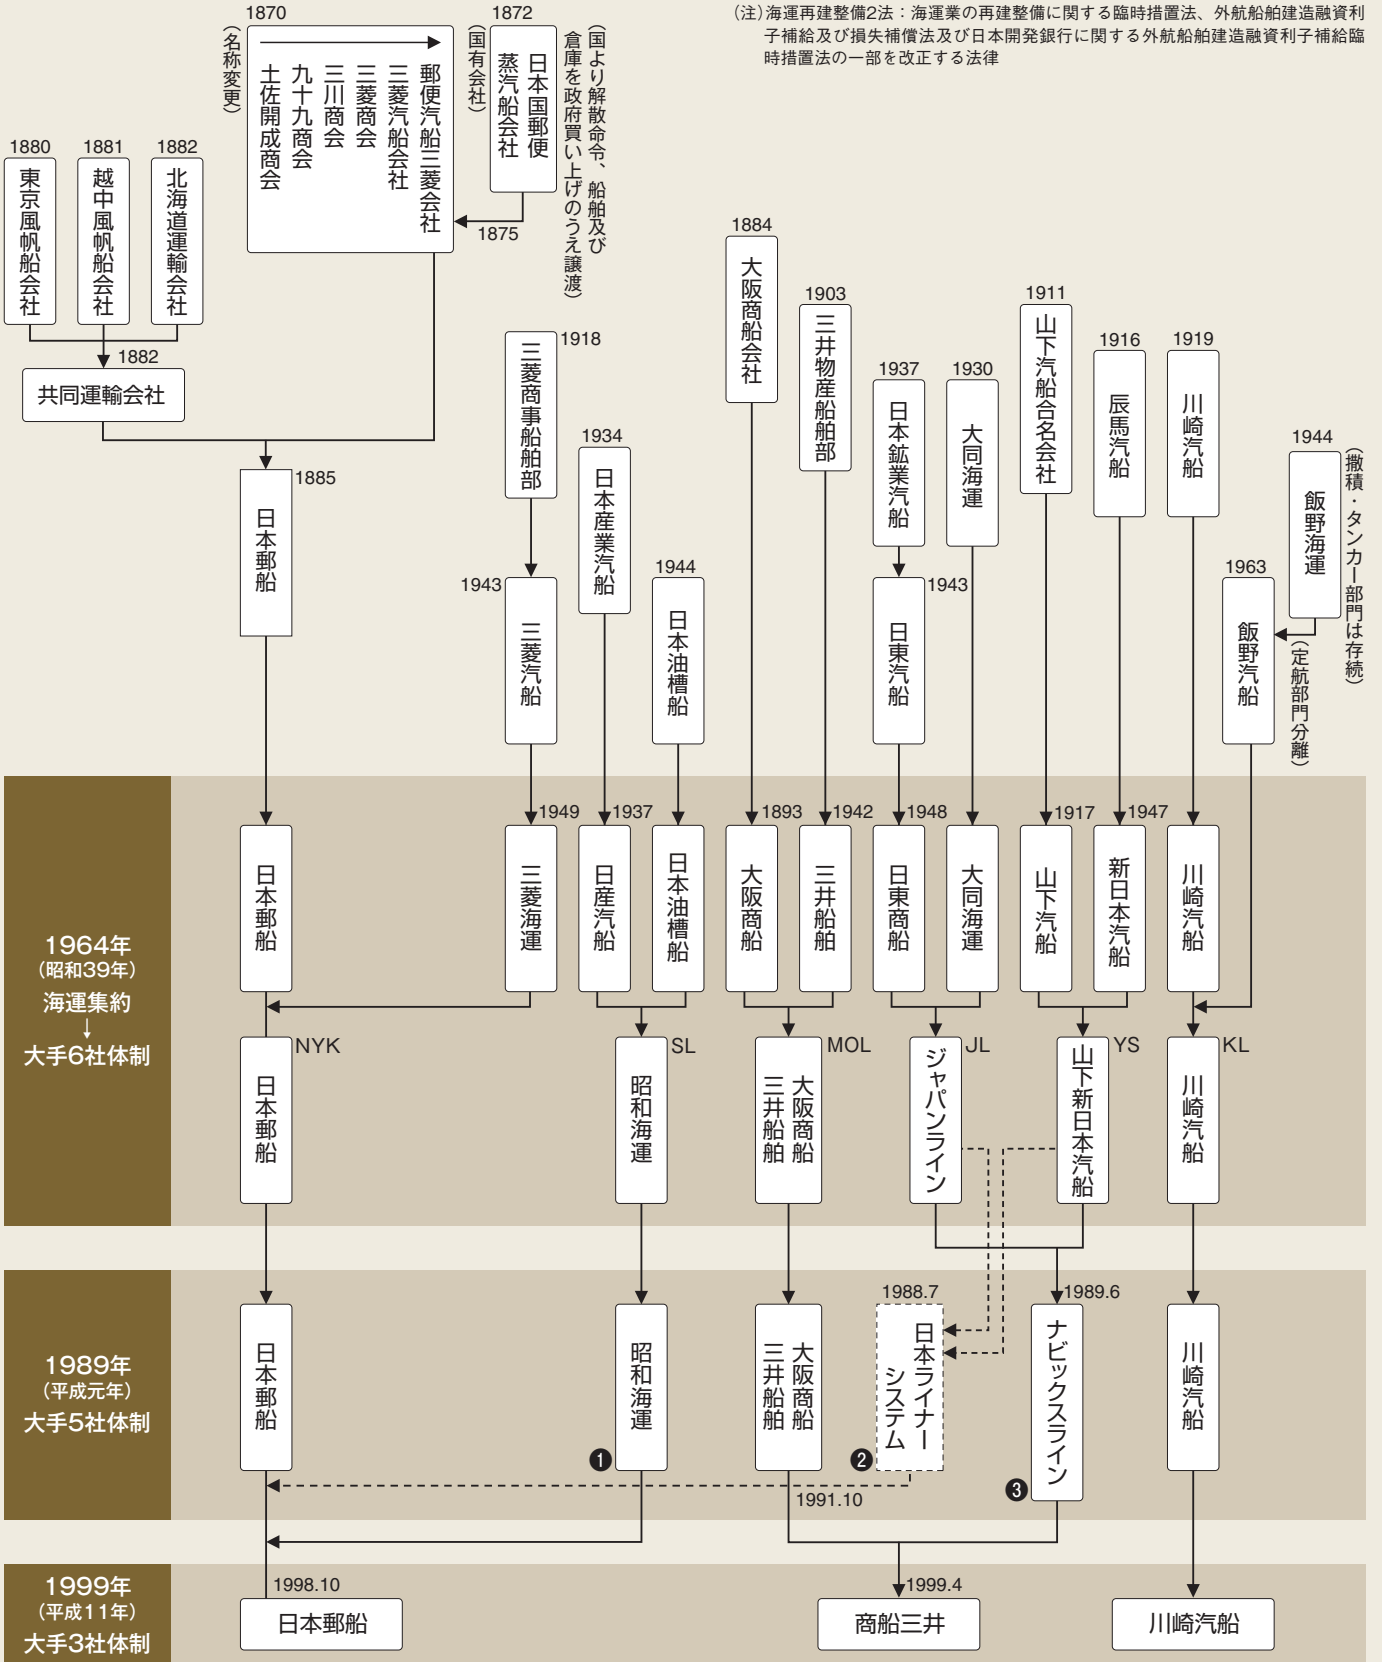 (注)海運再建整備2法:海運業の再建整備に関する臨時措置法、外航船舶建造融資利
子補給及び損失補償法及び日本開発銀行に関する外航船舶建造融資利子補給臨
時措置法の一部を改正する法律
1870
(名称変更)
土佐開成商会
九十九商会
三川商会
三菱商会
三菱汽船会社
郵便汽船三菱会社
1872
(国有会社)
日本国郵便
蒸汽船会社
(国より解散命令、船舶及び
倉庫を政府買い上げのうえ譲渡)
1875
1880
東京風帆船会社
1881
越中風帆船会社
1882
北海道運輸会社
1882
共同運輸会社
1885
日本郵船
1918
三菱商事船舶部
1943
三菱汽船
1934
日本産業汽船
1944
日本油槽船
1884
大阪商船会社
1903
三井物産船舶部
1937
日本鉱業汽船
1943
日東汽船
1930
大同海運
1911
山下汽船合名会社
1916
辰馬汽船
1919
川崎汽船
1944
飯野海運
(撒積・タンカー部門は存続)
1963
飯野汽船
(定航部門分離)
1964年
(昭和39年)
海運集約
↓
大手6社体制
日本郵船
1949
三菱海運
1937
日産汽船
日本油槽船
1893
大阪商船
1942
三井船舶
1948
日東商船
大同海運
1917
山下汽船
1947
新日本汽船
川崎汽船
NYK
日本郵船
SL
昭和海運
MOL
大阪商船
三井船舶
JL
ジャパンライン
YS
山下新日本汽船
KL
川崎汽船
1989年
(平成元年)
大手5社体制
日本郵船
昭和海運
❶
大阪商船
三井船舶
1988.7
日本ライナー
システム
❷
1989.6
ナビックスライン
❸
川崎汽船
1991.10
1999年
(平成11年)
大手3社体制
1998.10
日本郵船
1999.4
商船三井
川崎汽船